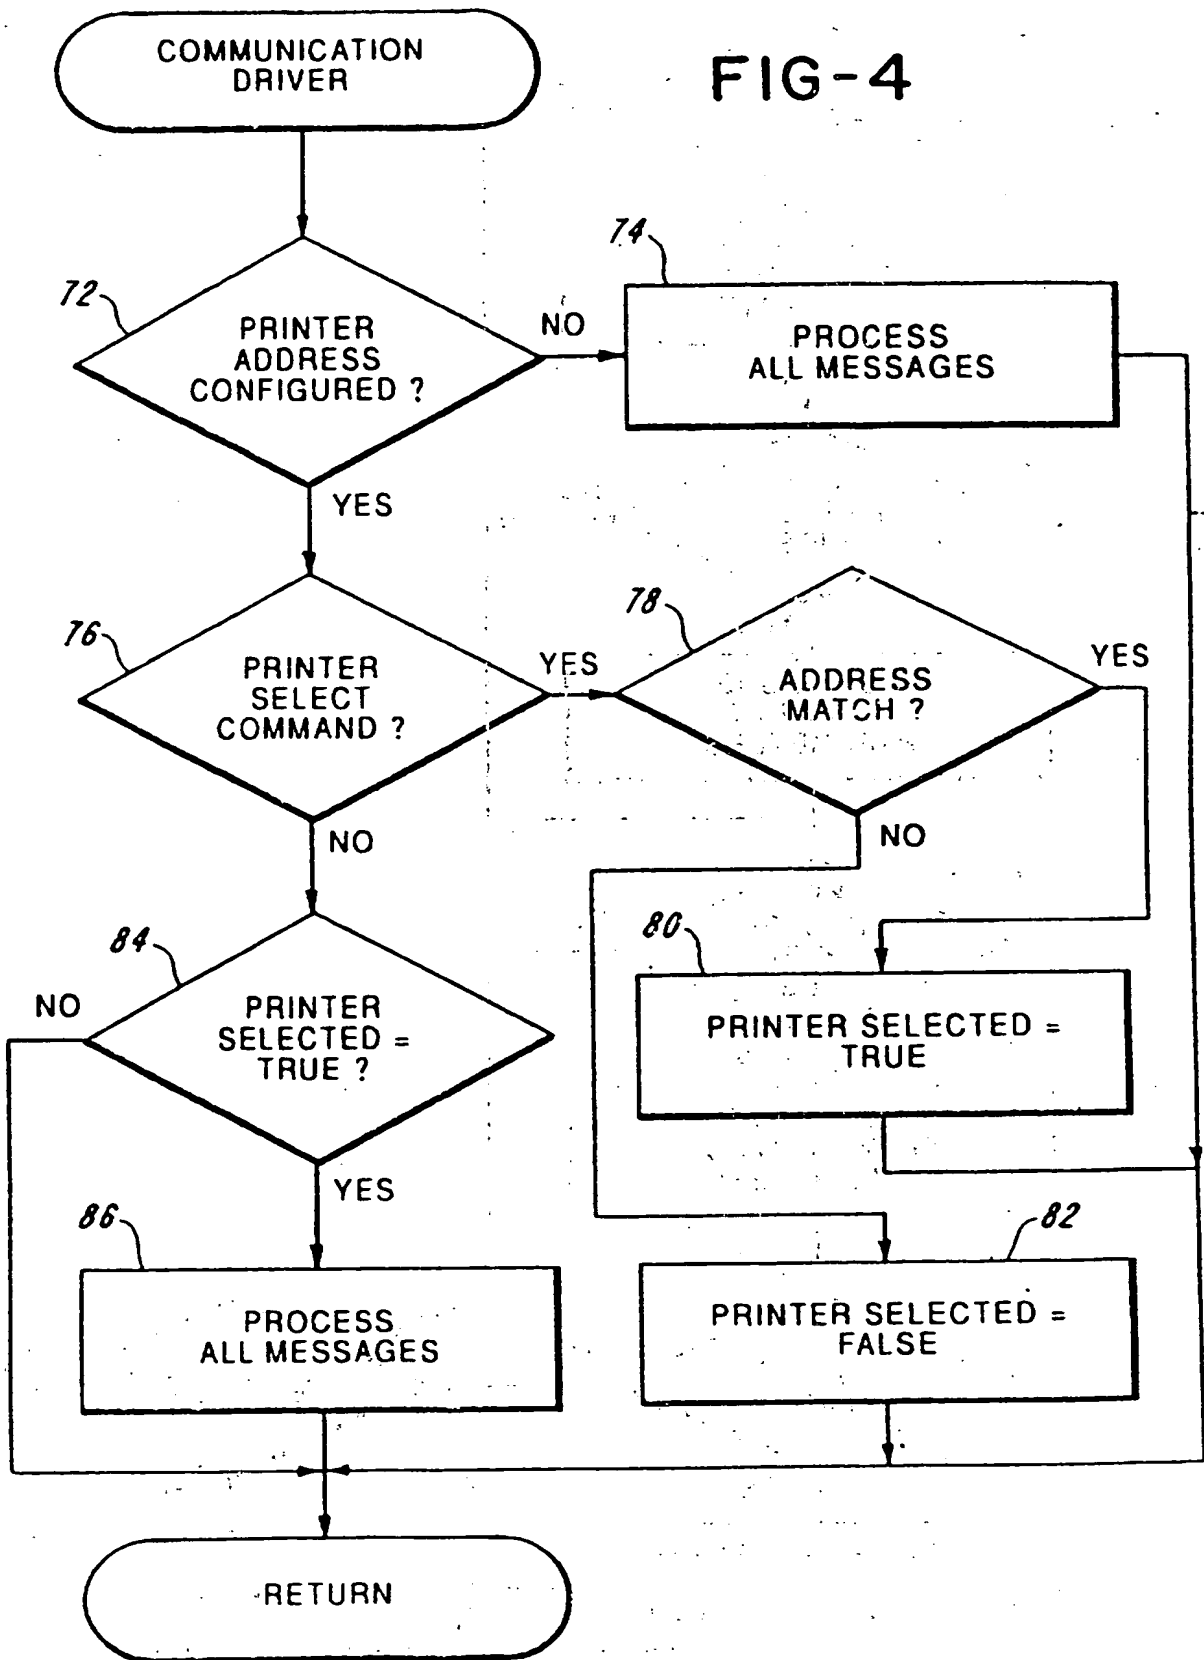 COMMUNICATION
DRIVER
FIG-4
72
PRINTER
ADDRESS
CONFIGURED ?
NO
74
PROCESS
ALL MESSAGES
YES
76
PRINTER
SELECT
COMMAND ?
YES
78
ADDRESS
MATCH ?
YES
NO
NO
84
PRINTER
SELECTED =
TRUE ?
NO
80
PRINTER SELECTED =
TRUE
YES
86
PROCESS
ALL MESSAGES
82
PRINTER SELECTED =
FALSE
RETURN